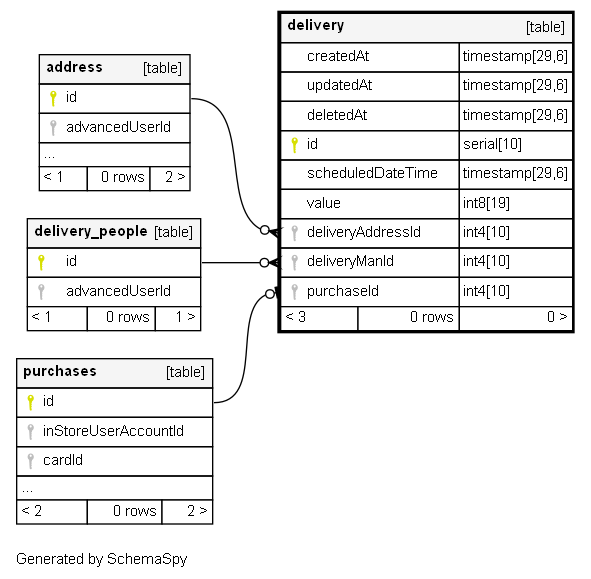 delivery [table]
createdAt timestamp[29,6]
updatedAt timestamp[29,6]
deletedAt timestamp[29,6]
id serial[10]
scheduledDateTime timestamp[29,6]
value int8[19]
deliveryAddressId int4[10]
deliveryManId int4[10]
purchaseId int4[10]
< 3 0 rows 0 >
address [table]
id
advancedUserId
...
< 1 0 rows 2 >
delivery_people [table]
id
advancedUserId
< 1 0 rows 1 >
purchases [table]
id
inStoreUserAccountId
cardId
...
< 2 0 rows 2 >
Generated by SchemaSpy